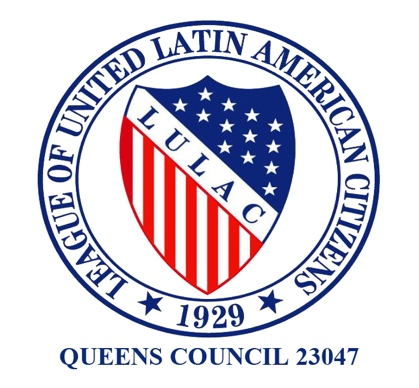 LEAGUE OF UNITED LATIN AMERICAN CITIZENS
LULAC
1929
QUEENS COUNCIL 23047